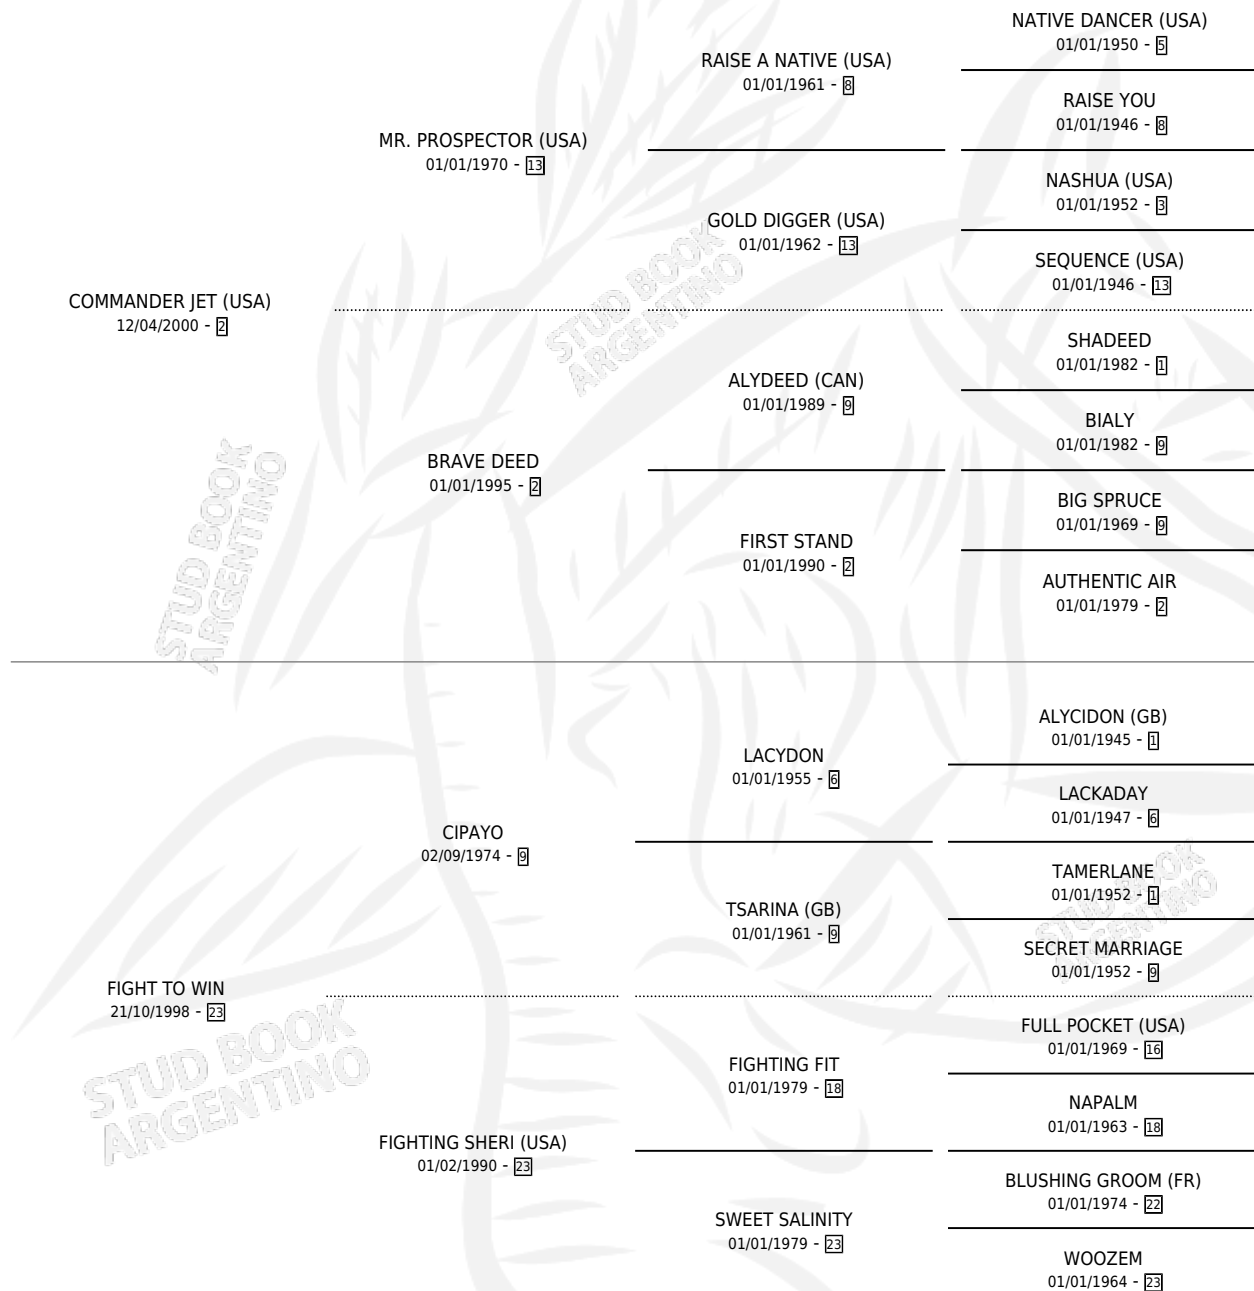 NATIVE DANCER (USA)
01/01/1950 - 5
RAISE A NATIVE (USA)
01/01/1961 - 8
RAISE YOU
01/01/1946 - 8
MR. PROSPECTOR (USA)
01/01/1970 - 13
NASHUA (USA)
01/01/1952 - 3
GOLD DIGGER (USA)
01/01/1962 - 13
SEQUENCE (USA)
01/01/1946 - 13
COMMANDER JET (USA)
12/04/2000 - 2
SHADEED
01/01/1982 - 1
ALYDEED (CAN)
01/01/1989 - 9
BIALY
01/01/1982 - 9
BRAVE DEED
01/01/1995 - 2
BIG SPRUCE
01/01/1969 - 9
FIRST STAND
01/01/1990 - 2
AUTHENTIC AIR
01/01/1979 - 2
ALYCIDON (GB)
01/01/1945 - 1
LACYDON
01/01/1955 - 6
LACKADAY
01/01/1947 - 6
CIPAYO
02/09/1974 - 9
TAMERLANE
01/01/1952 - 1
TSARINA (GB)
01/01/1961 - 9
SECRET MARRIAGE
01/01/1952 - 9
FIGHT TO WIN
21/10/1998 - 23
FULL POCKET (USA)
01/01/1969 - 16
FIGHTING FIT
01/01/1979 - 18
NAPALM
01/01/1963 - 18
FIGHTING SHERI (USA)
01/02/1990 - 23
BLUSHING GROOM (FR)
01/01/1974 - 22
SWEET SALINITY
01/01/1979 - 23
WOOZEM
01/01/1964 - 23
STUD BOOK
ARGENTINO
STUD BOOK
ARGENTINO
STUD BOOK
ARGENTINO
STUD BOOK
ARGENTINO